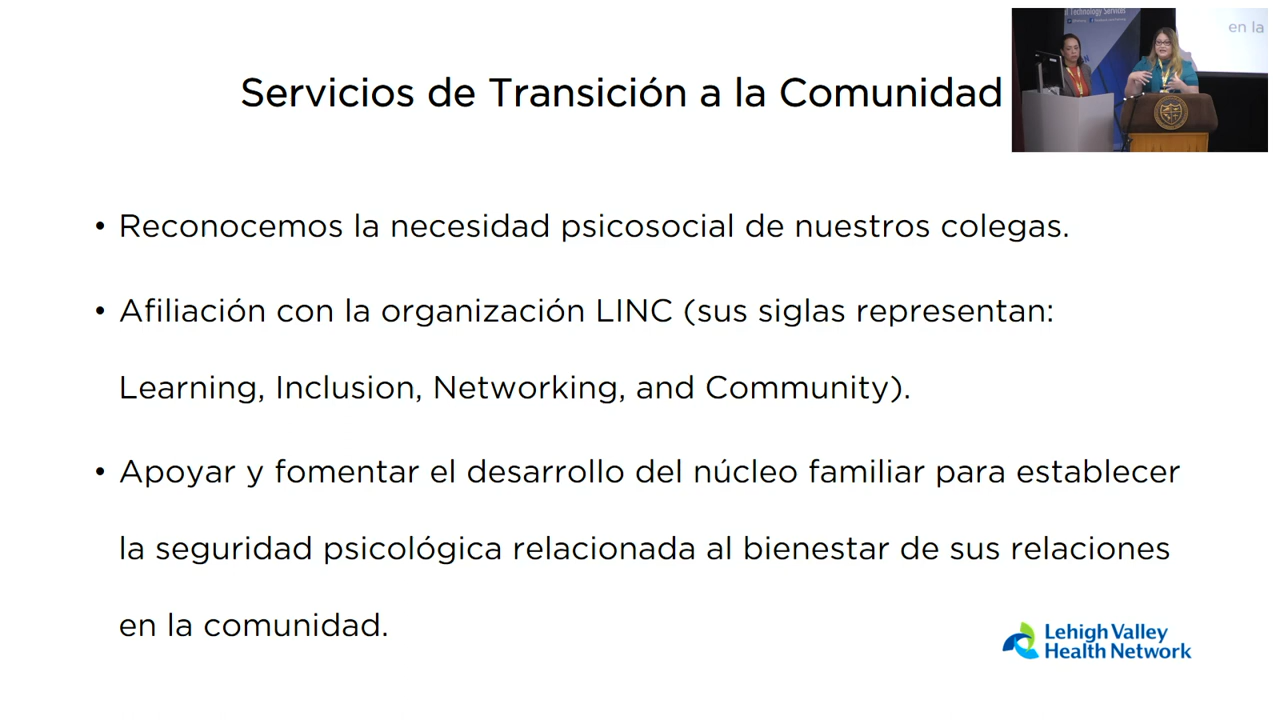 Servicios de Transición a la Comunidad
l Technology Services
en la
• Reconocemos la necesidad psicosocial de nuestros colegas.
• Afiliación con la organización LINC (sus siglas representan:
Learning, Inclusion, Networking, and Community).
• Apoyar y fomentar el desarrollo del núcleo familiar para establecer
la seguridad psicológica relacionada al bienestar de sus relaciones
en la comunidad.
Lehigh Valley
Health Network